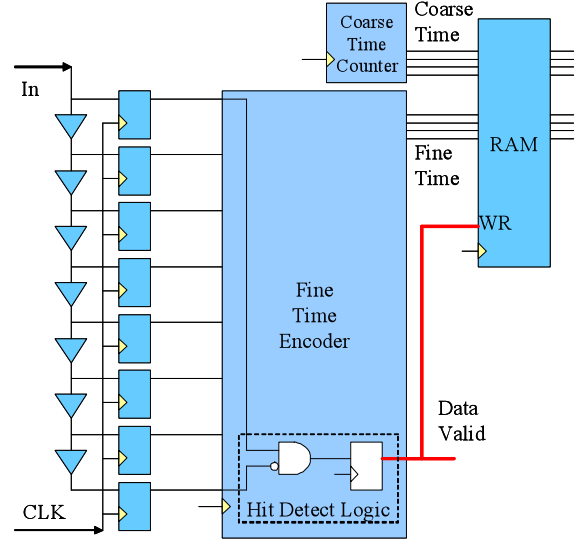 Coarse
Time
Coarse
Time
Counter
In
RAM
Fine
Time
WR
Fine
Time
Encoder
Data
Valid
Hit Detect Logic
CLK